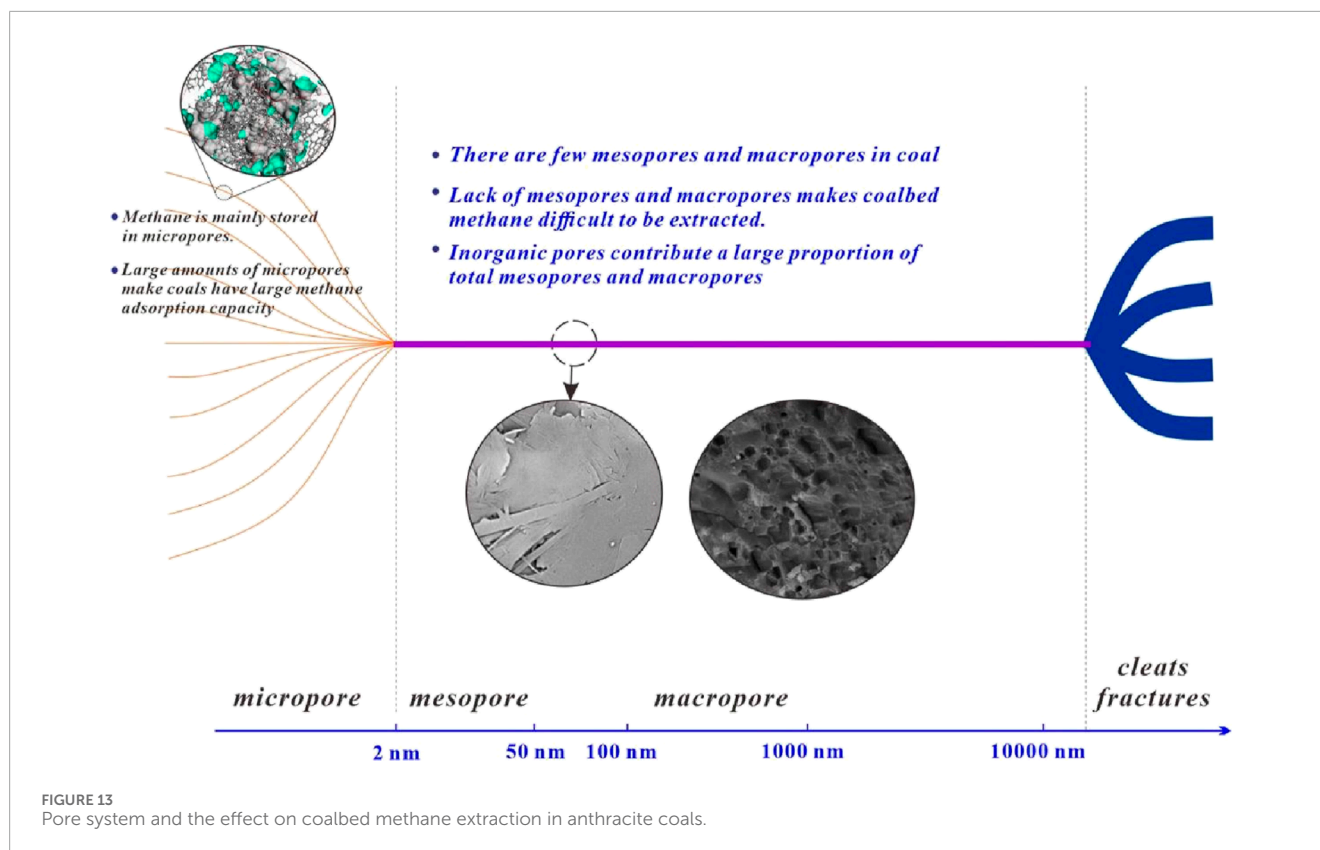 • Methane is mainly stored
in micropores.
• Large amounts of micropores
make coals have large methane
adsorption capacity
• There are few mesopores and macropores in coal
• Lack of mesopores and macropores makes coalbed
methane difficult to be extracted.
• Inorganic pores contribute a large proportion of
total mesopores and macropores
micropore
mesopore
macropore
cleats
fractures
2 nm
50 nm
100 nm
1000 nm
10000 nm
FIGURE 13
Pore system and the effect on coalbed methane extraction in anthracite coals.